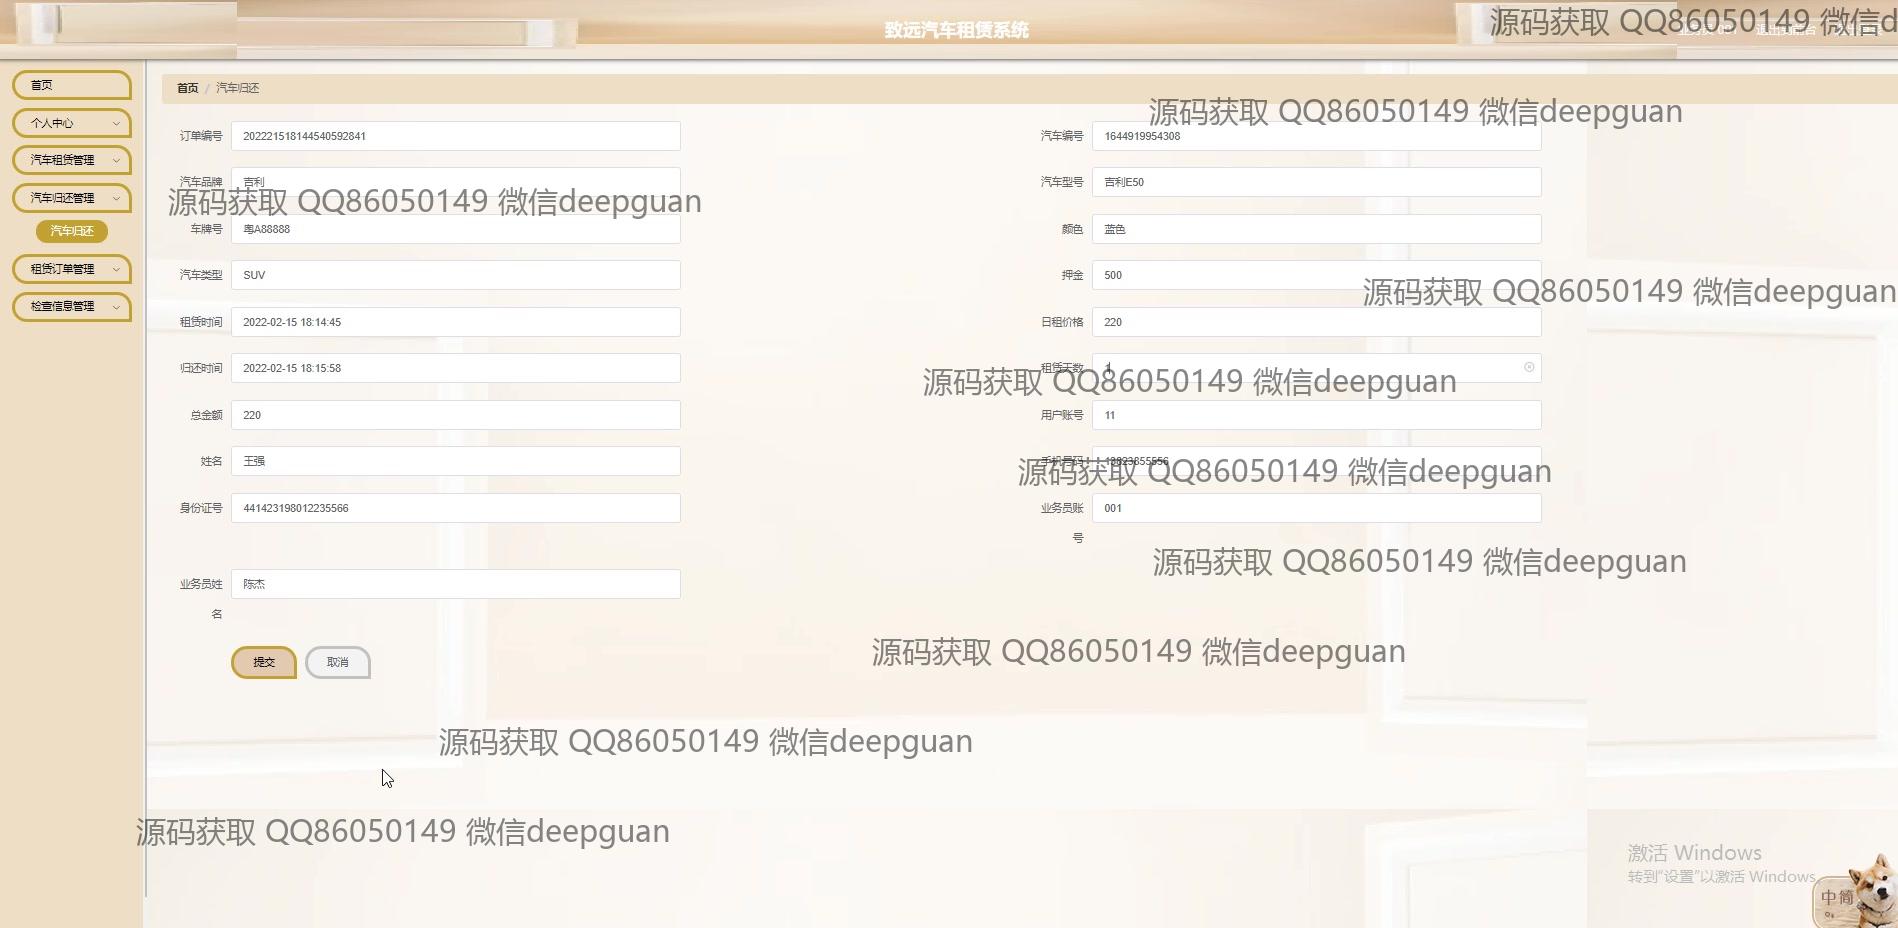 致远汽车租赁系统
源码获取 QQ86050149 微信d
首页
个人中心
汽车租赁管理
汽车归还管理
汽车归还
租赁订单管理
检查信息管理
首页 / 汽车归还
源码获取 QQ86050149 微信deepguan
订单编号 202221518144540592841
汽车编号 1644919954308
汽车品牌 吉利
汽车型号 吉利E50
源码获取 QQ86050149 微信deepguan
车牌号 粤A88888
颜色 蓝色
汽车类型 SUV
押金 500
源码获取 QQ86050149 微信deepguan
租赁时间 2022-02-15 18:14:45
日租价格 220
归还时间 2022-02-15 18:15:58
租赁天数 1
源码获取 QQ86050149 微信deepguan
总金额 220
用户账号 11
姓名 王强
手机号码 13823855556
源码获取 QQ86050149 微信deepguan
身份证号 441423198012235566
业务员账号 001
源码获取 QQ86050149 微信deepguan
业务员姓名 陈杰
提交 取消
源码获取 QQ86050149 微信deepguan
源码获取 QQ86050149 微信deepguan
源码获取 QQ86050149 微信deepguan
激活 Windows
转到"设置"以激活 Windows
中 简